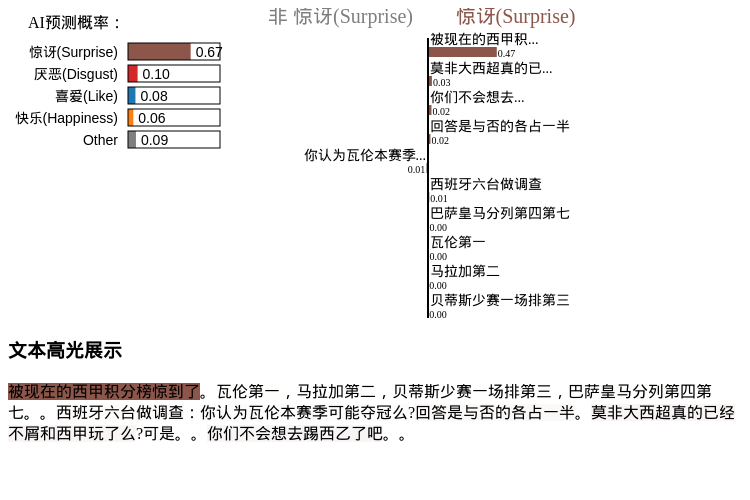 AI预测概率：
惊讶(Surprise) 0.67
厌恶(Disgust) 0.10
喜爱(Like) 0.08
快乐(Happiness) 0.06
Other 0.09
非 惊讶(Surprise) 惊讶(Surprise)
被现在的西甲积...
0.47
莫非大西超真的已...
0.03
你们不会想去...
0.02
回答是与否的各占一半
0.02
你认为瓦伦本赛季...
0.01
西班牙六台做调查
0.01
巴萨皇马分列第四第七
0.00
瓦伦第一
0.00
马拉加第二
0.00
贝蒂斯少赛一场排第三
0.00
文本高光展示
被现在的西甲积分榜惊到了。瓦伦第一，马拉加第二，贝蒂斯少赛一场排第三，巴萨皇马分列第四第
七。。西班牙六台做调查：你认为瓦伦本赛季可能夺冠么?回答是与否的各占一半。莫非大西超真的已经
不屑和西甲玩了么?可是。。你们不会想去踢西乙了吧。。